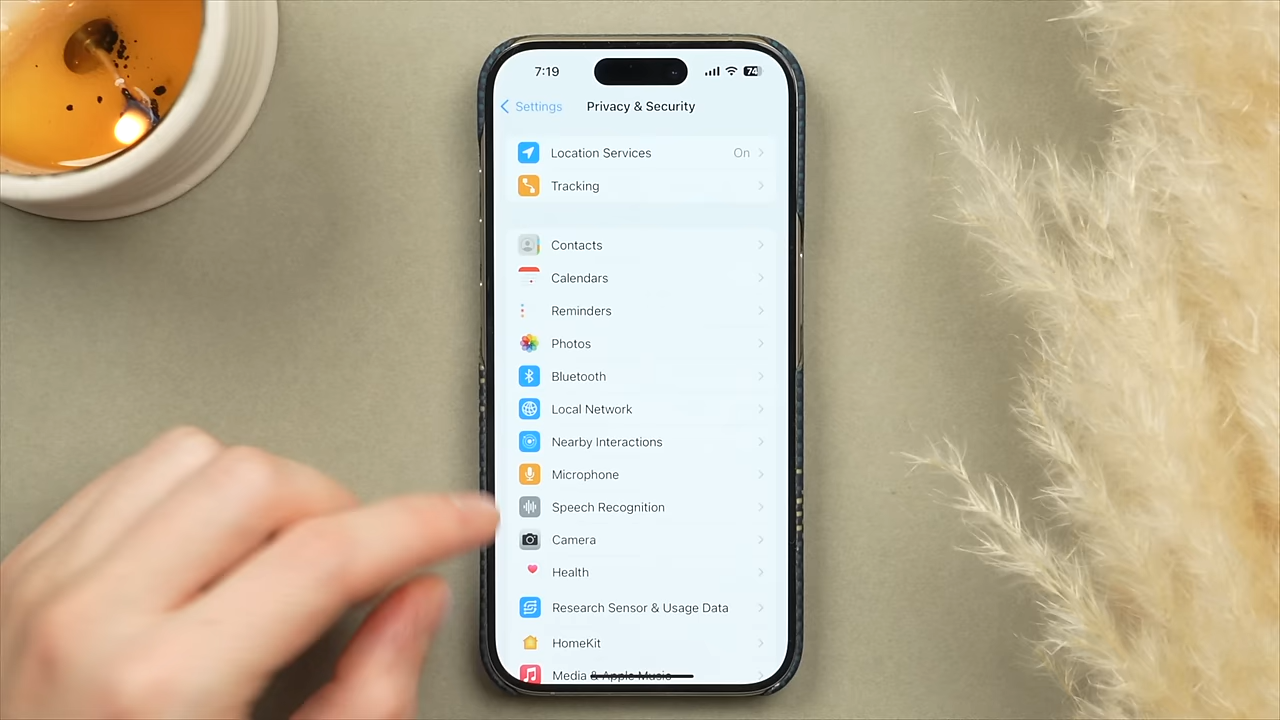 7:19
74
Settings
Privacy & Security
Location Services On
Tracking
Contacts
Calendars
Reminders
Photos
Bluetooth
Local Network
Nearby Interactions
Microphone
Speech Recognition
Camera
Health
Research Sensor & Usage Data
HomeKit
Media & Apple Music